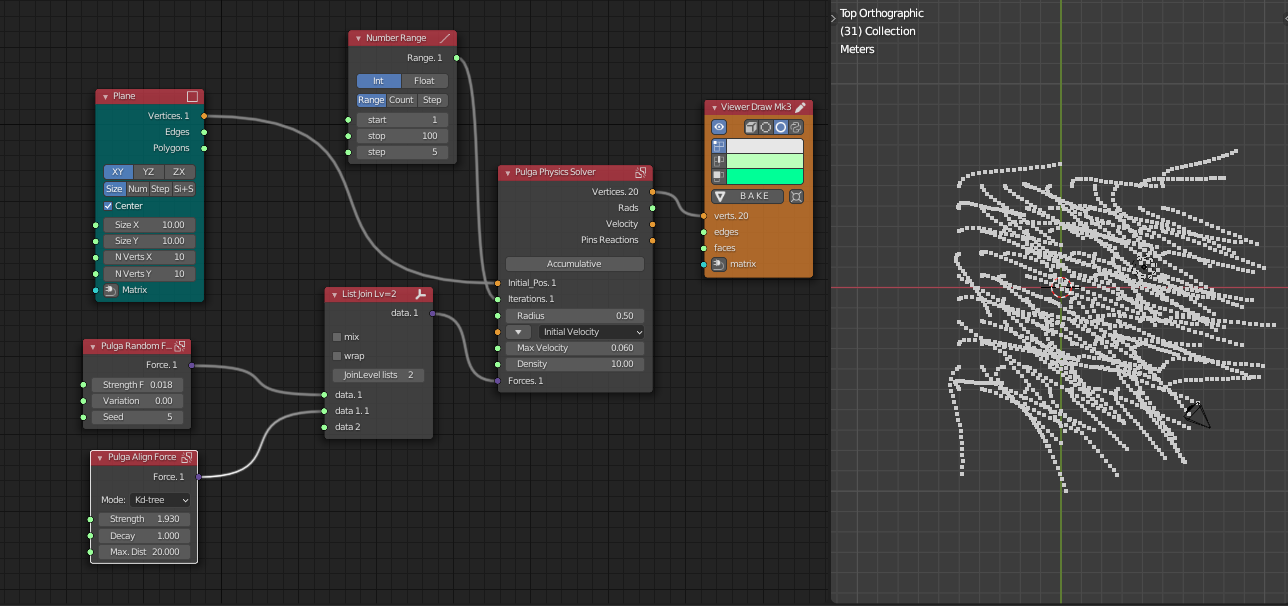 Plane
Vertices. 1
Edges
Polygons
XY YZ ZX
Size Num Step Si+S
Center
Size X 10.00
Size Y 10.00
N Verts X 10
N Verts Y 10
Matrix
Number Range
Range. 1
Int Float
Range Count Step
start 1
stop 100
step 5
Pulga Random F...
Force. 1
Strength F 0.018
Variation 0.00
Seed 5
Pulga Align Force
Force. 1
Mode: Kd-tree
Strength 1.930
Decay 1.000
Max. Dist 20.000
List Join Lv=2
data. 1
mix
wrap
JoinLevel lists 2
data. 1
data 1. 1
data 2
Pulga Physics Solver
Vertices. 20
Rads
Velocity
Pins Reactions
Accumulative
Initial_Pos. 1
Iterations. 1
Radius 0.50
Initial Velocity
Max Velocity 0.060
Density 10.00
Forces. 1
Viewer Draw Mk3
BAKE
verts. 20
edges
faces
matrix
Top Orthographic
(31) Collection
Meters